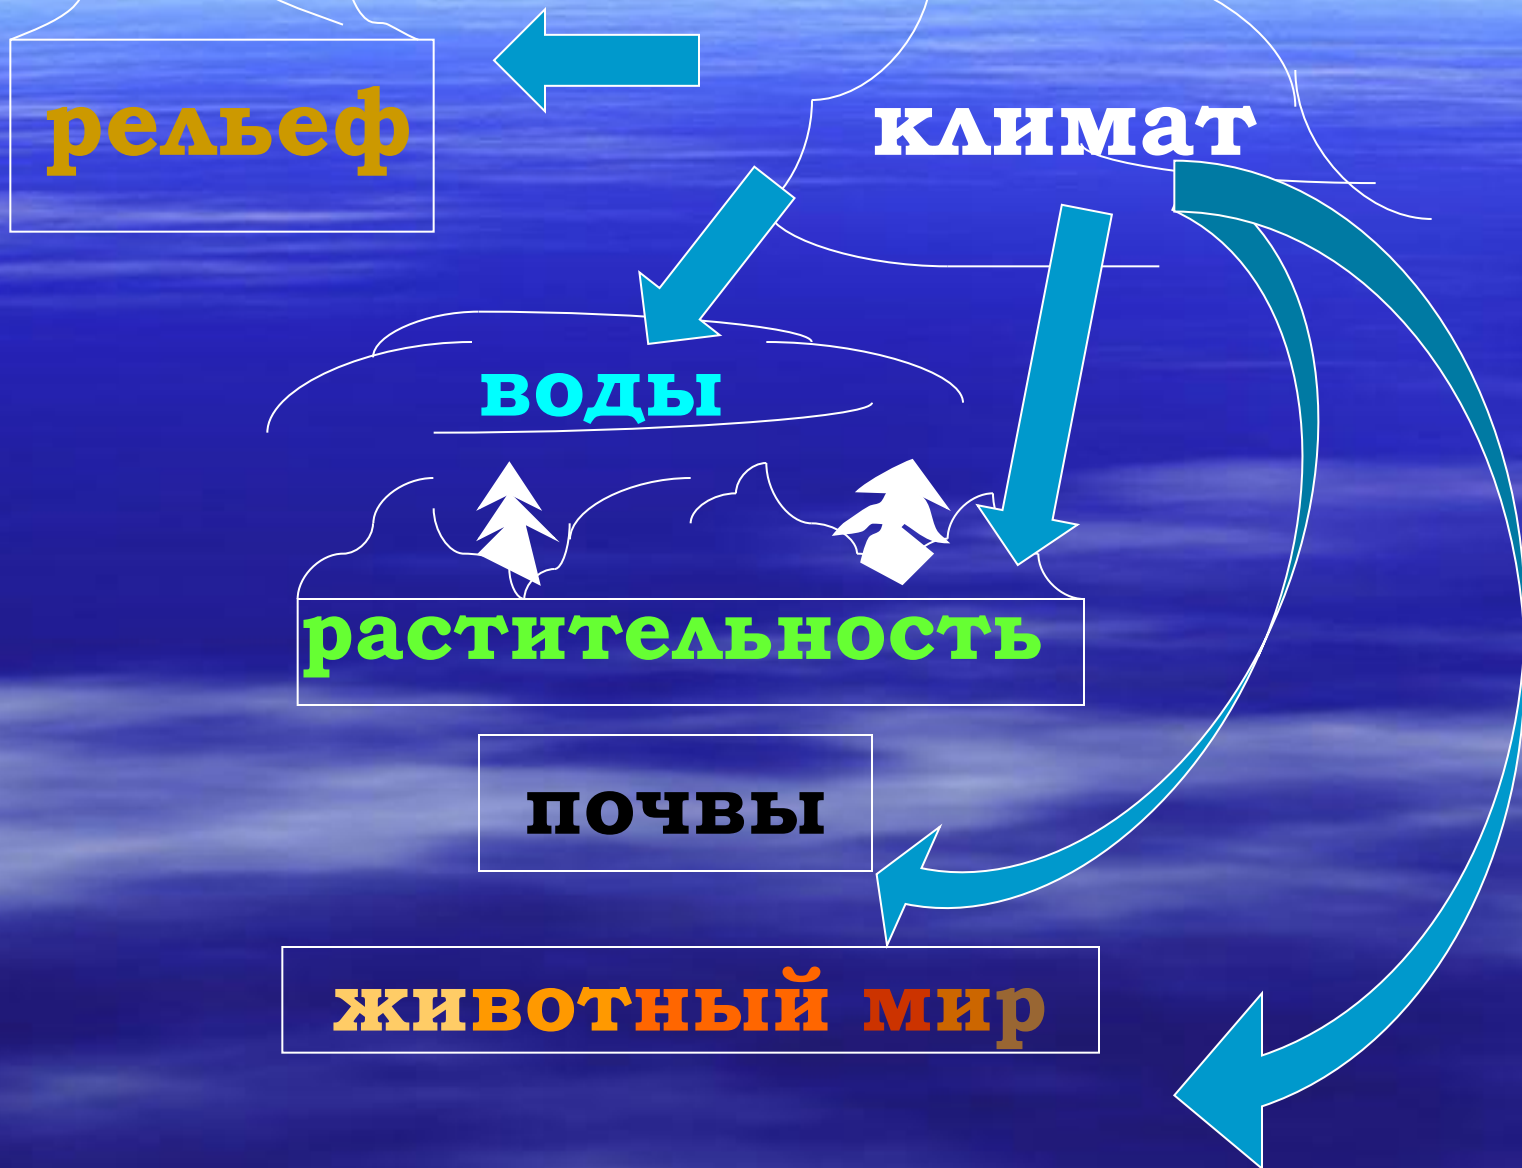 рельеф
климат
воды
растительность
почвы
животный мир